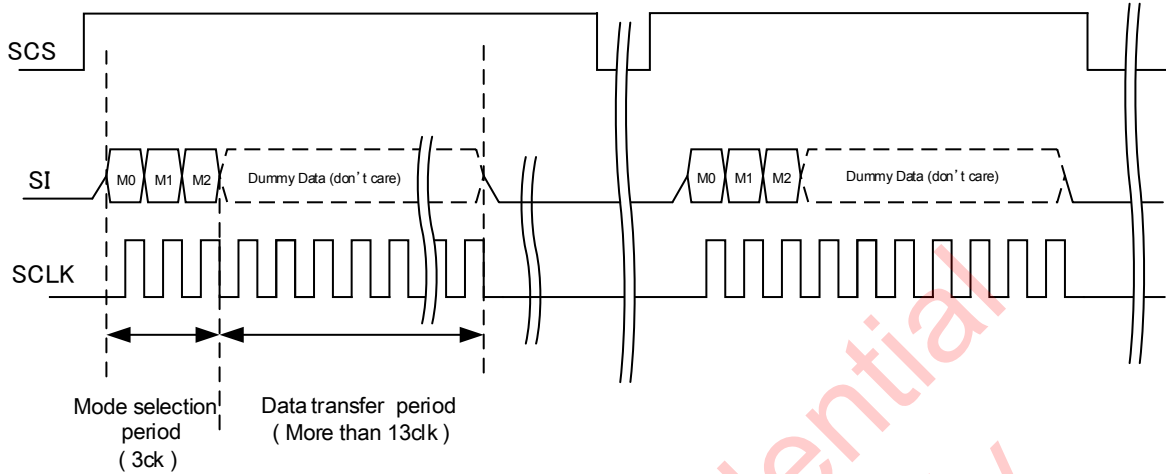 SCS
SI
M0 M1 M2 Dummy Data (don't care)
M0 M1 M2 Dummy Data (don't care)
SCLK
Mode selection
period
( 3ck )
Data transfer period
( More than 13clk )